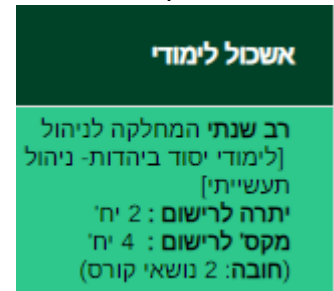 אשכול לימודי
רב שנתי המחלקה לניהול
[לימודי יסוד ביהדות- ניהול
תעשייתי]
יתרה לרישום : 2 יח'
מקס' לרישום : 4 יח'
(חובה: 2 נושאי קורס)